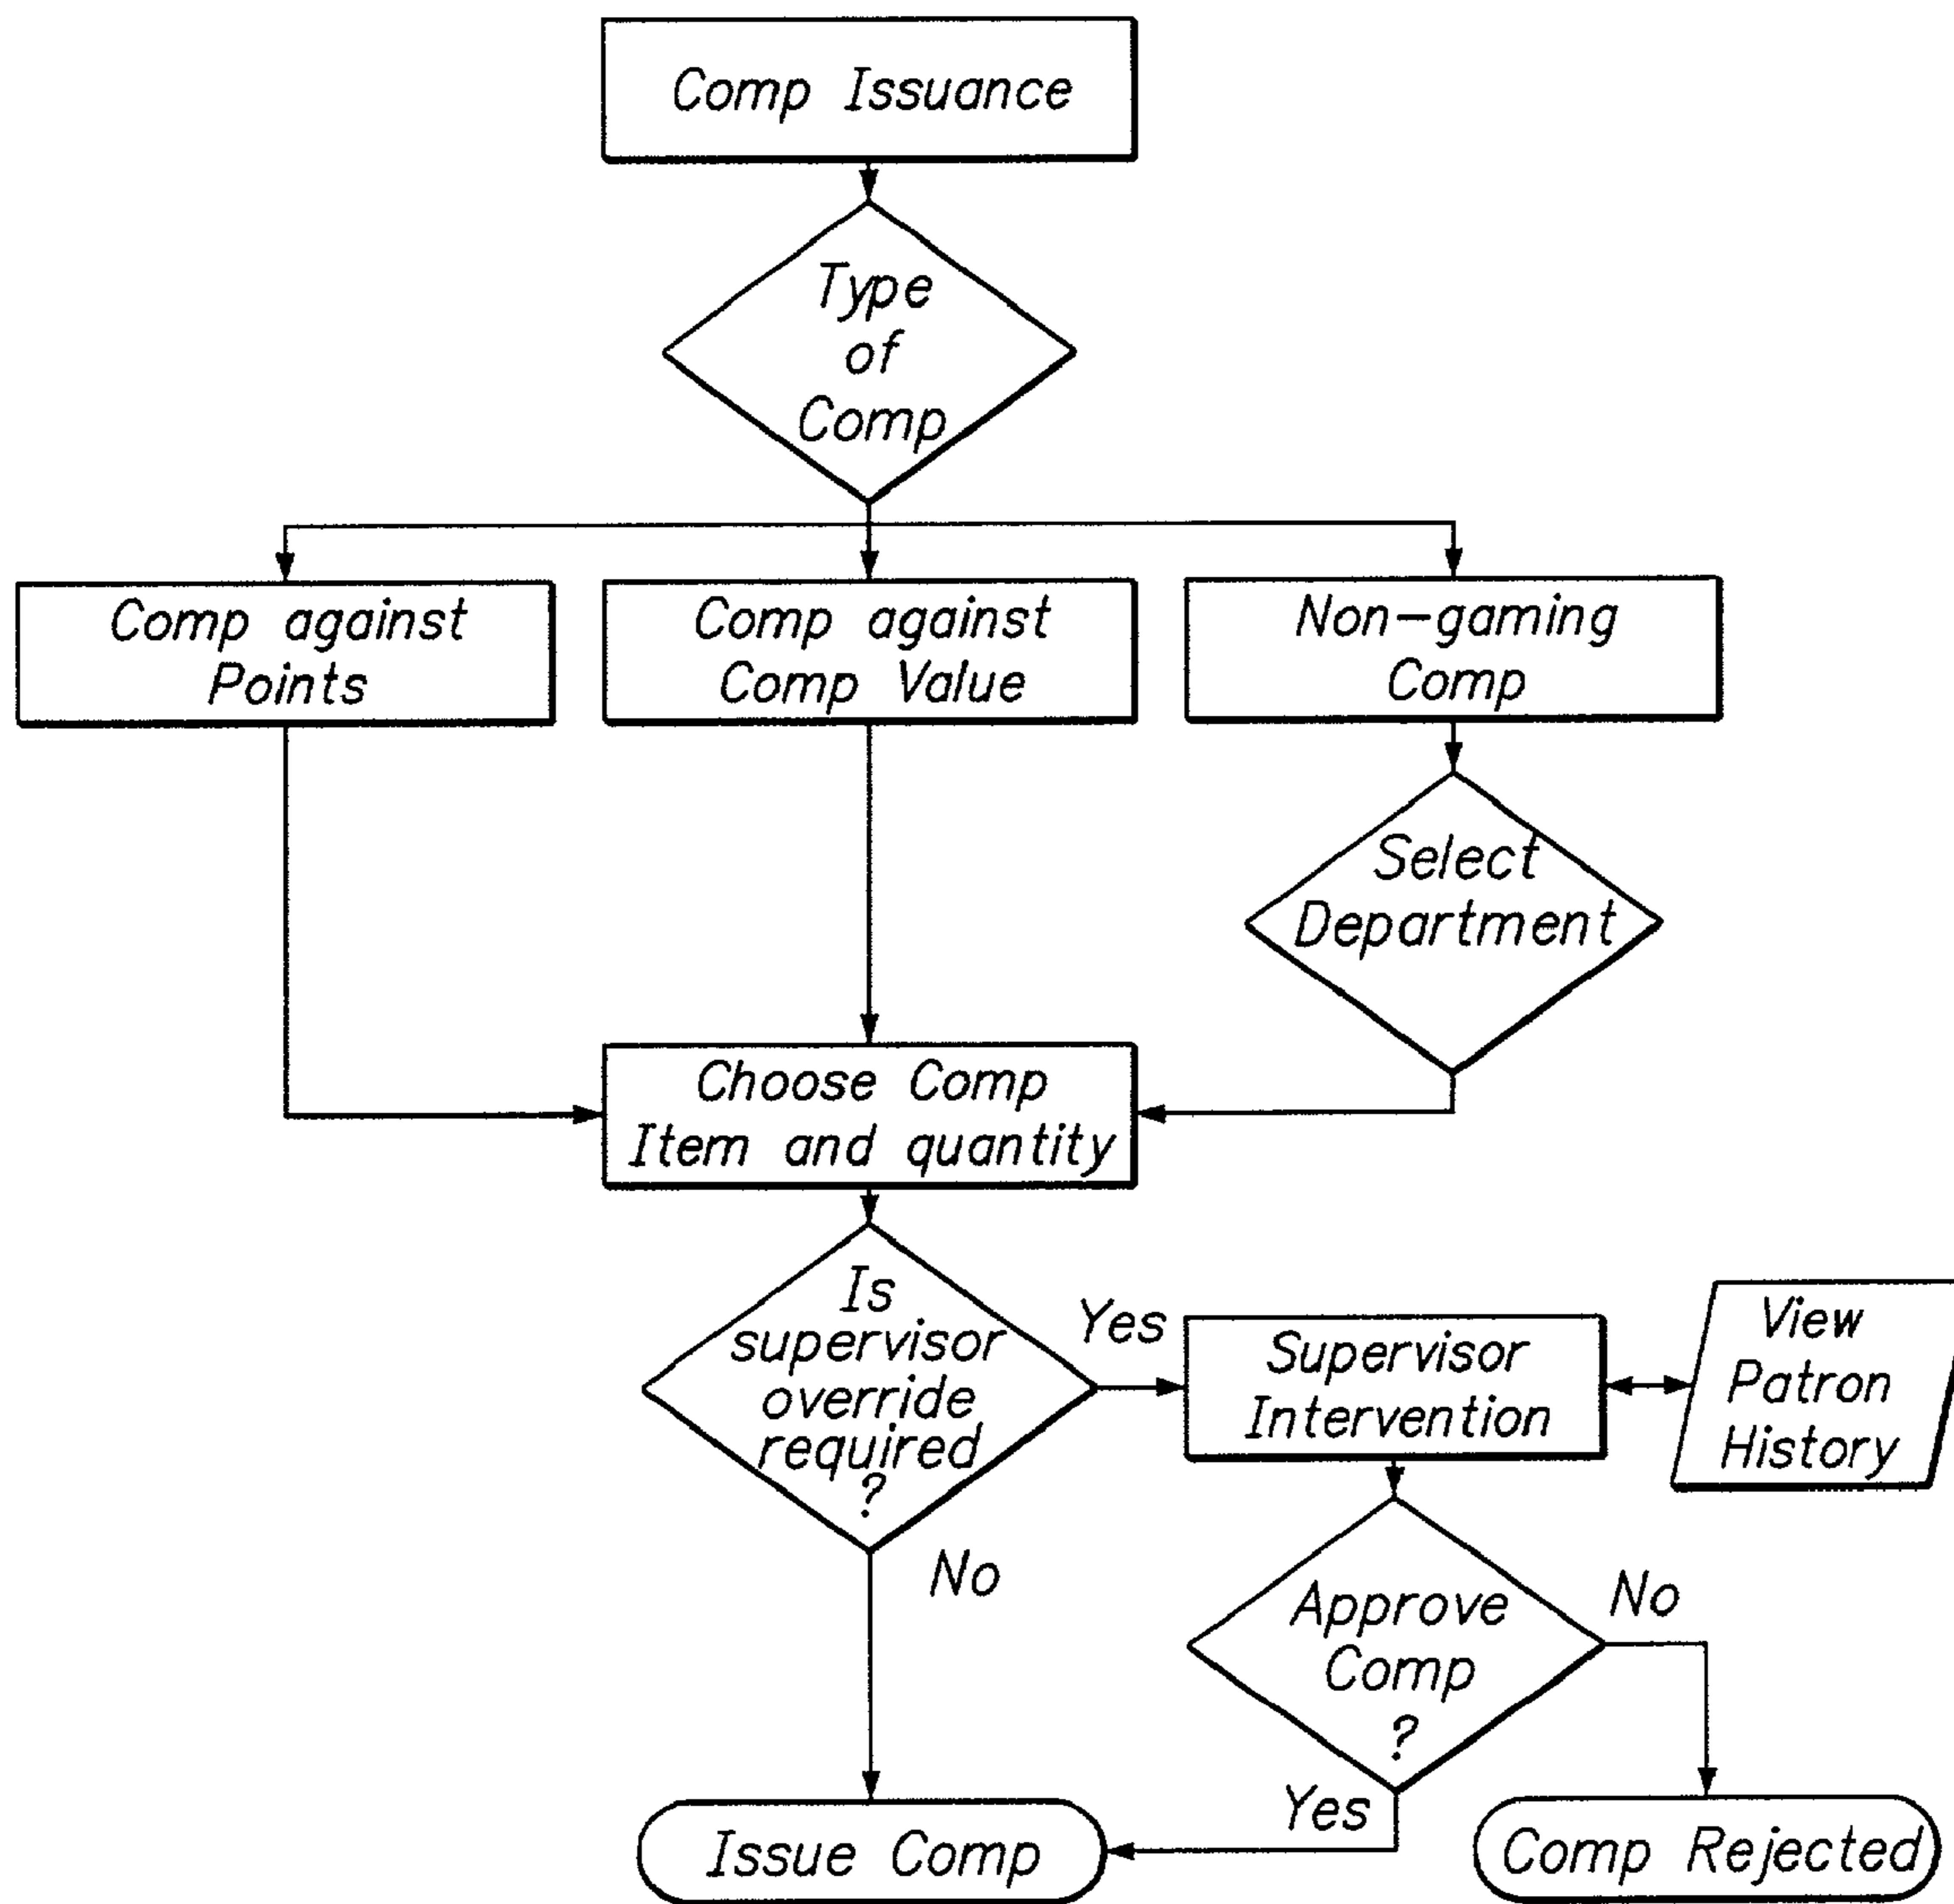 Comp Issuance
Type
of
Comp
Comp against
Points
Comp against
Comp Value
Non-gaming
Comp
Select
Department
Choose Comp
Item and quantity
Is
supervisor
override
required
?
Yes
No
Supervisor
Intervention
View
Patron
History
Approve
Comp
?
No
Yes
Issue Comp
Comp Rejected